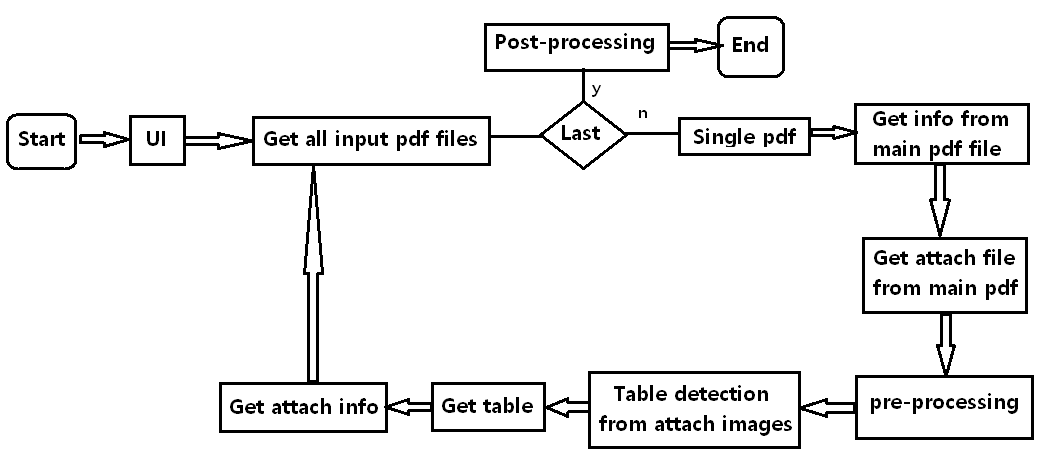 Post-processing
End
y
n
Start
UI
Get all input pdf files
Last
Single pdf
Get info from
main pdf file
Get attach file
from main pdf
pre-processing
Table detection
from attach images
Get table
Get attach info